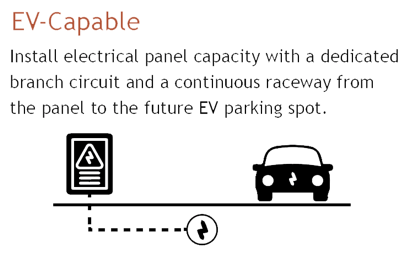 EV-Capable
Install electrical panel capacity with a dedicated
branch circuit and a continuous raceway from
the panel to the future EV parking spot.